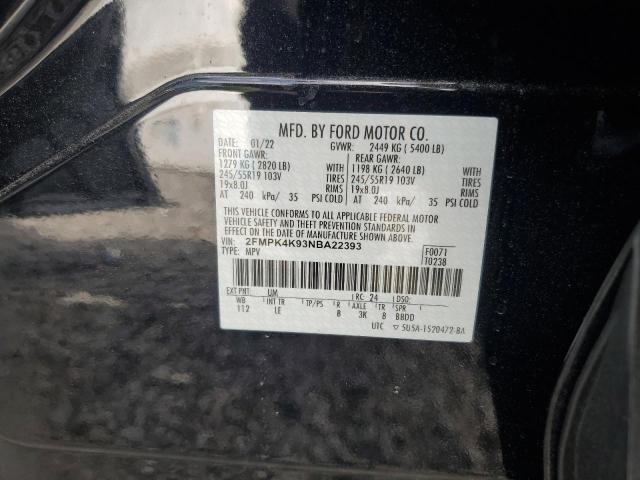 MFD. BY FORD MOTOR CO.
DATE: 01/22 GVWR: 2449 KG ( 5400 LB)
FRONT GAWR: REAR GAWR:
1279 KG ( 2820 LB) WITH 1198 KG ( 2640 LB) WITH
245/55R19 103V TIRES 245/55R19 103V TIRES
19x8.0J RIMS 19x8.0J RIMS
AT 240 kPa/ 35 PSI COLD AT 240 kPa/ 35 PSI COLD
THIS VEHICLE CONFORMS TO ALL APPLICABLE FEDERAL MOTOR
VEHICLE SAFETY AND THEFT PREVENTION STANDARDS IN EFFECT
ON THE DATE OF MANUFACTURE SHOWN ABOVE.
VIN: 2FMPK4K93NBA22393 F0071
TYPE: MPV T0238
EXT PNT: UM RC: 24 DSO:
WB INT TR TP/PS R AXLE TR SPR
112 LE 8 3K 8 BBDD
UTC ▽ 5U5A-1520472-BA